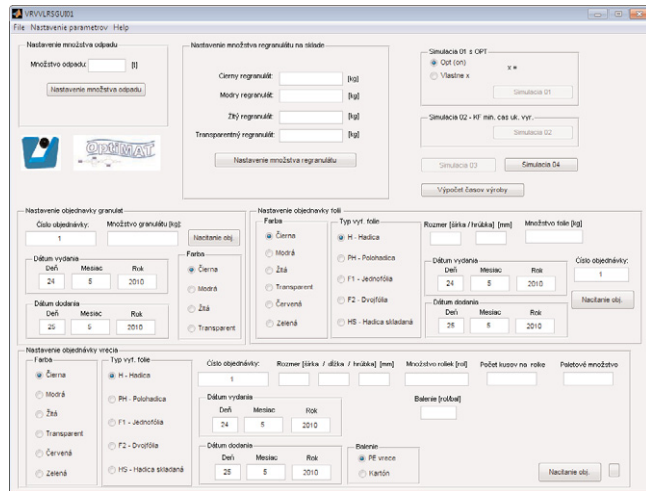 VRVVLRSGUI01
File Nastavenie parametrov Help
Nastavenie množstva odpadu
Množstvo odpadu: [t]
Nastavenie množstva odpadu
OptiMAT
Nastavenie množstva regranulátu na sklade
Cierny regranulát: [kg]
Modry regranulát: [kg]
Žltý regranulát: [kg]
Transparentný regranulát: [kg]
Nastavenie množstva regranulátu
Simulacia 01 s OPT
Opt (on)
x =
Vlastne x
Simulacia 01
Simulacia 02 - KF min. cas uk. vyr.
Simulacia 02
Simulacia 03 Simulacia 04
Výpočet časov výroby
Nastavenie objednavky granulat
Číslo objednávky: Množstvo granulátu [kg]:
1
Nacitanie obj.
Dátum vydania
Deň Mesiac Rok
24 5 2010
Dátum dodania
Deň Mesiac Rok
25 5 2010
Farba
Čierna
Modrá
Žltá
Transparent
Nastavenie objednavky folii
Farba
Čierna
Modrá
Žltá
Transparent
Červená
Zelená
Typ vyf. folie
H - Hadica
PH - Polohadica
F1 - Jednofólia
F2 - Dvojfólia
HS - Hadica skladaná
Rozmer [šírka / hrúbka] [mm] Množstvo folie [kg]
Dátum vydania
Deň Mesiac Rok
24 5 2010
Číslo objednávky:
1
Dátum dodania
Deň Mesiac Rok
25 5 2010
Nacitanie obj.
Nastavenie objednávky vrecia
Farba
Čierna
Modrá
Žltá
Transparent
Červená
Zelená
Typ vyf. folie
H - Hadica
PH - Polohadica
F1 - Jednofólia
F2 - Dvojfólia
HS - Hadica skladaná
Číslo objednávky: Rozmer [šírka / dĺžka / hrúbka] [mm] Množstvo roliek [rol] Počet kusov na rolke Paletové množstvo
1
Dátum vydania
Deň Mesiac Rok
24 5 2010
Balenie [rol/bal]
Dátum dodania
Deň Mesiac Rok
25 5 2010
Balenie
PE vrece
Kartón
Nacitanie obj.